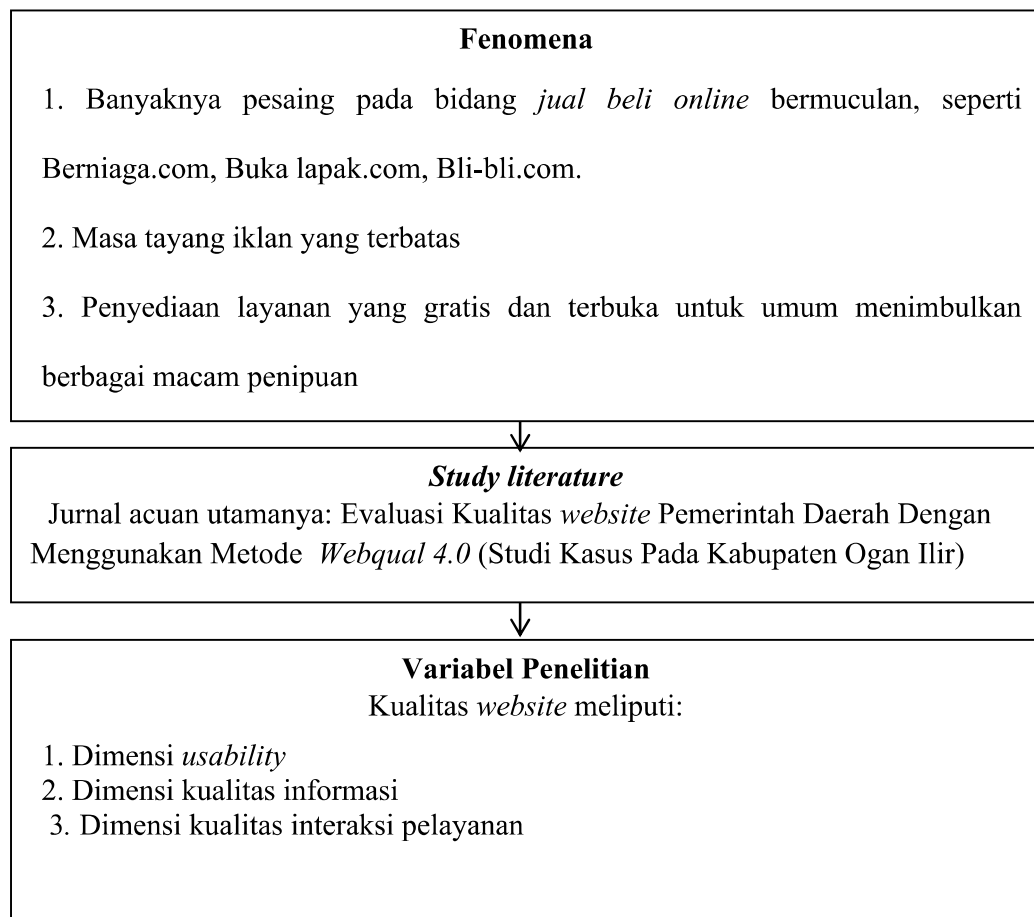 Fenomena
1. Banyaknya pesaing pada bidang jual beli online bermuculan, seperti
Berniaga.com, Buka lapak.com, Bli-bli.com.
2. Masa tayang iklan yang terbatas
3. Penyediaan layanan yang gratis dan terbuka untuk umum menimbulkan
berbagai macam penipuan
Study literature
Jurnal acuan utamanya: Evaluasi Kualitas website Pemerintah Daerah Dengan
Menggunakan Metode Webqual 4.0 (Studi Kasus Pada Kabupaten Ogan Ilir)
Variabel Penelitian
Kualitas website meliputi:
1. Dimensi usability
2. Dimensi kualitas informasi
3. Dimensi kualitas interaksi pelayanan